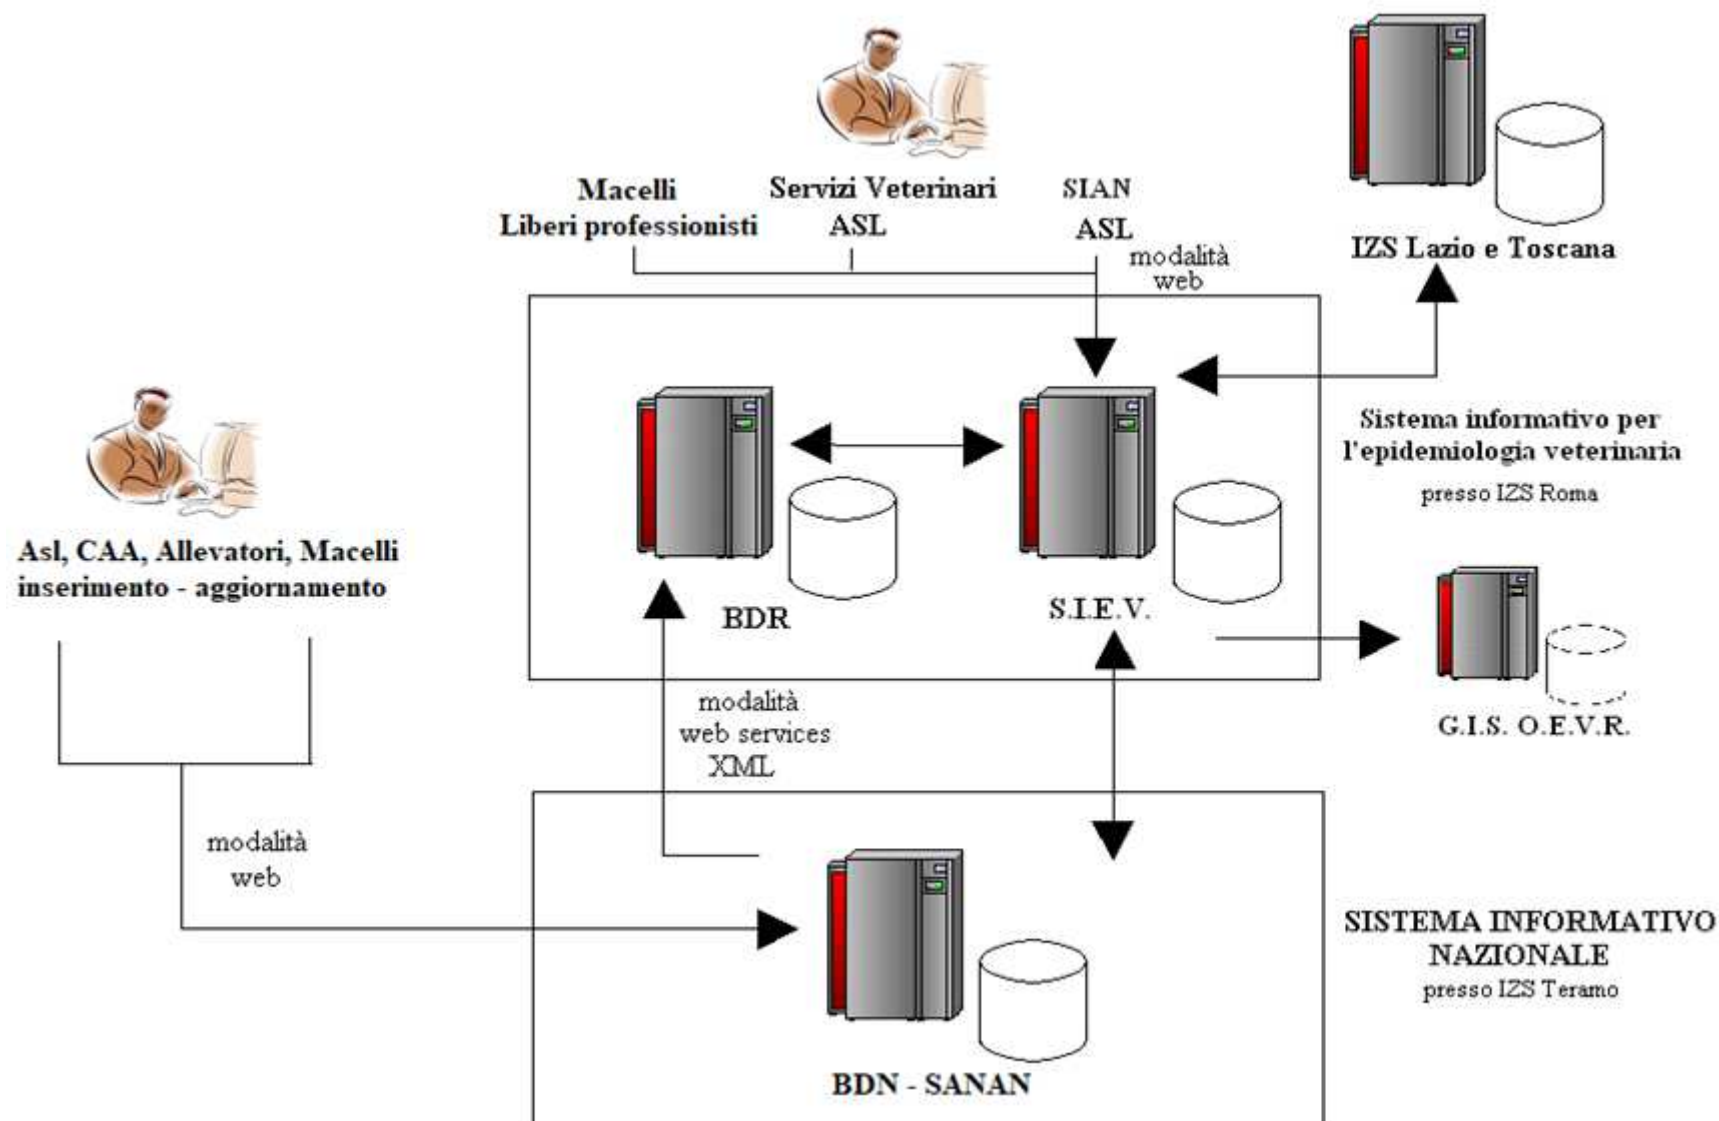 Macelli
Liberi professionisti
Servizi Veterinari
ASL
SIAN
ASL
modalità
web
IZS Lazio e Toscana
Sistema informativo per
l'epidemiologia veterinaria
presso IZS Roma
Asl, CAA, Allevatori, Macelli
inserimento - aggiornamento
BDR
S.I.E.V.
G.I.S. O.E.V.R.
modalità
web services
XML
modalità
web
SISTEMA INFORMATIVO
NAZIONALE
presso IZS Teramo
BDN - SANAN